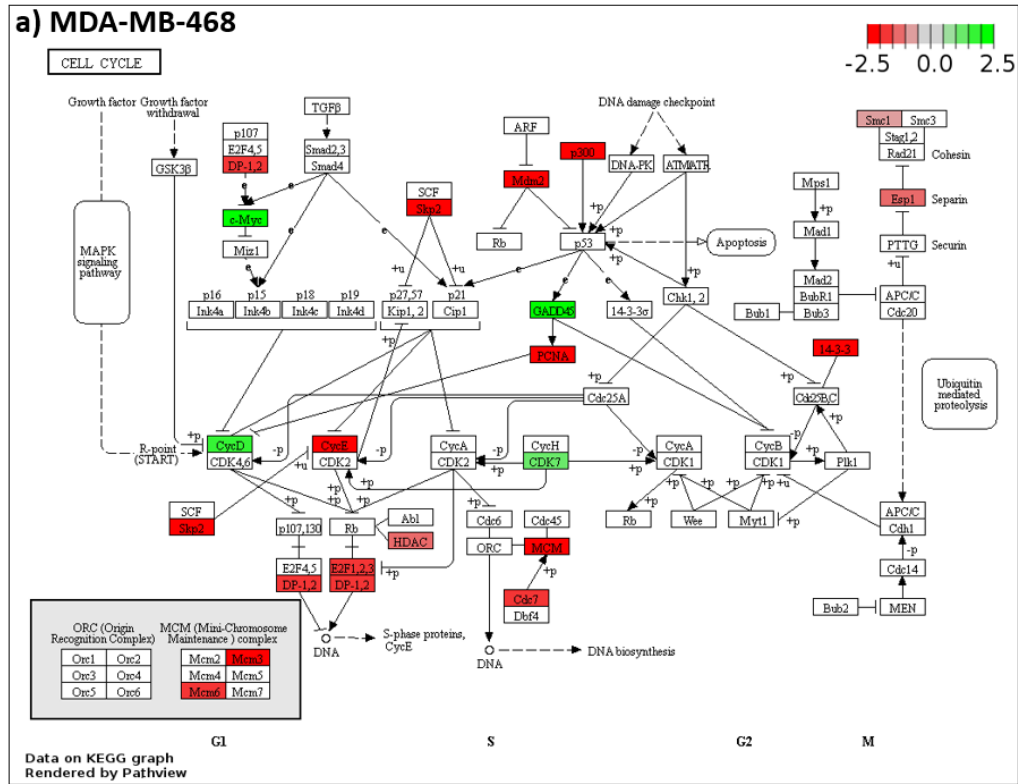 a) MDA-MB-468
-2.5 0.0 2.5
CELL CYCLE
Growth factor
Growth factor
withdrawal
TGFβ
DNA damage checkpoint
p107
E2F4,5
DP-1,2
Smad2,3
Smad4
GSK3β
ARF
p300
DNA-PK
ATM/ATR
Smc1
Smc3
Stag1,2
Rad21
Cohesin
Mdm2
SCF
Skp2
Mps1
+p
Esp1
Separin
e
e
c-Myc
Miz1
MAPK
signaling
pathway
Rb
p53
+p
+p
Apoptosis
Mad1
PTTG
Securin
e
e
e
e
e
e
+u
+u
+p
+p
+p
+u
Mad2
BubR1
Bub3
Bub1
APC/C
Cdc20
p16
Ink4a
p15
Ink4b
p18
Ink4c
p19
Ink4d
p27,57
Kip1, 2
p21
Cip1
GADD45
14-3-3σ
Chk1, 2
PCNA
14-3-3
+p
+p
+p
+p
Cdc25A
Cdc25B,C
Ubiquitin
mediated
proteolysis
R-point
(START)
+p
CycD
CDK4,6
-p
CycE
CDK2
+u
-p
CycA
CDK2
-p
CycH
CDK7
+p
+p
CycA
CDK1
CycB
CDK1
-p
+p
+u
Plk1
+p
+p
+p
+p
+p
+p
+p
+p
SCF
Skp2
p107,130
Rb
Abl
HDAC
Cdc6
ORC
Cdc45
MCM
Rb
Wee
Myt1
+p
APC/C
Cdh1
E2F4,5
DP-1,2
E2F1,2,3
DP-1,2
+p
+p
Cdc7
Dbf4
-p
Cdc14
Bub2
MEN
DNA
S-phase proteins,
CycE
DNA
DNA biosynthesis
ORC (Origin
Recognition Complex)
MCM (Mini-Chromosome
Maintenance ) complex
Orc1 Orc2
Orc3 Orc4
Orc5 Orc6
Mcm2 Mcm3
Mcm4 Mcm5
Mcm6 Mcm7
G1 S G2 M
Data on KEGG graph
Rendered by Pathview